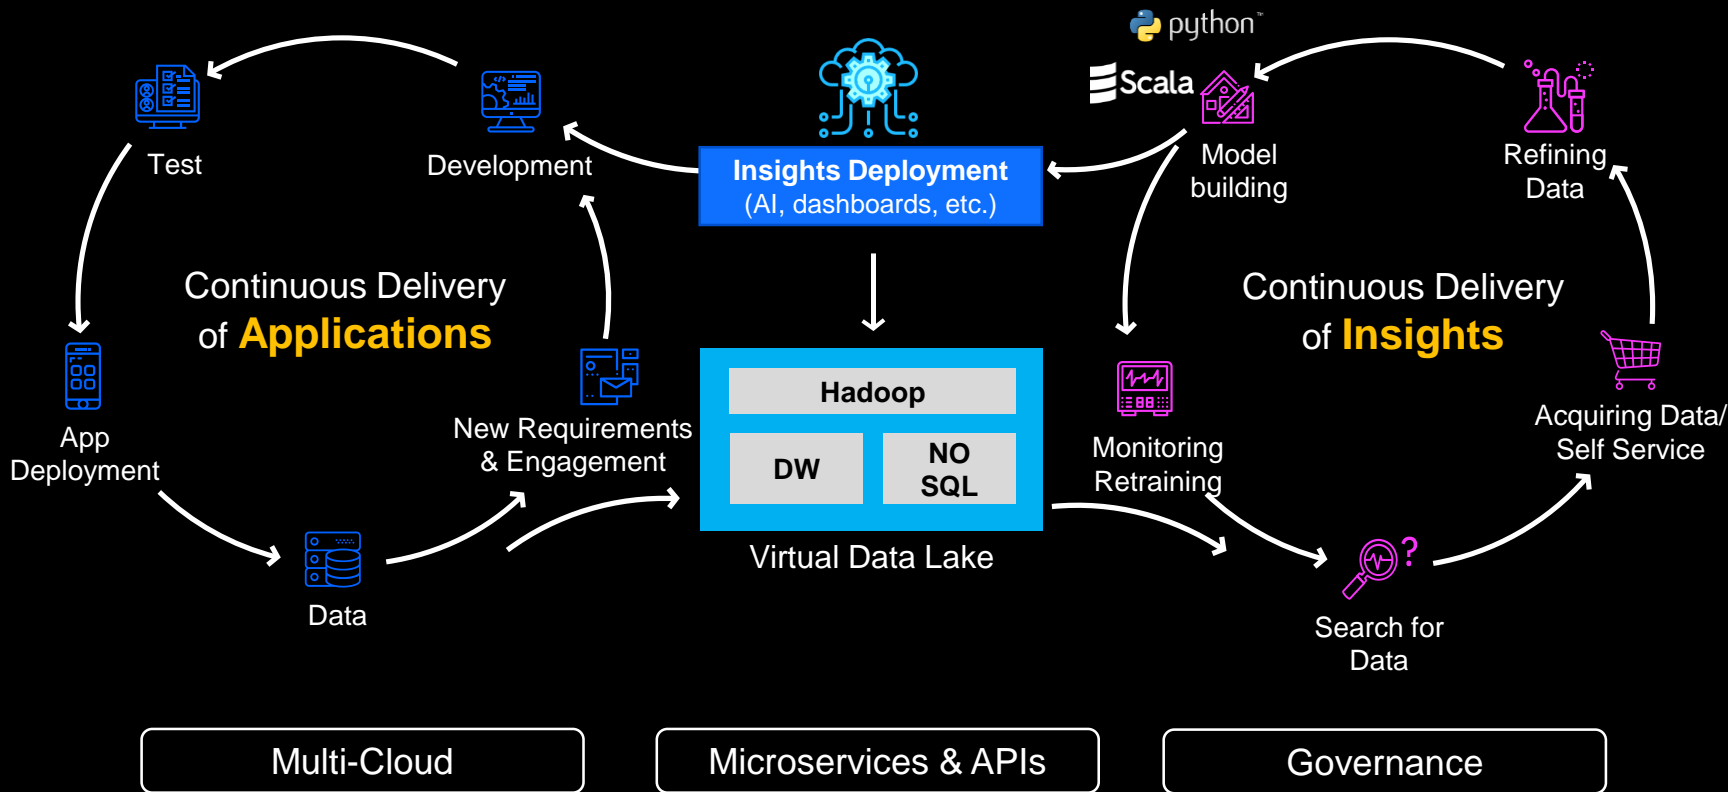 python™
Scala
Test
Development
Insights Deployment
(AI, dashboards, etc.)
Model
building
Refining
Data
Continuous Delivery
of Applications
Continuous Delivery
of Insights
App
Deployment
New Requirements
& Engagement
Hadoop
DW
NO
SQL
Monitoring
Retraining
Acquiring Data/
Self Service
Virtual Data Lake
Data
?
Search for
Data
Multi-Cloud
Microservices & APIs
Governance